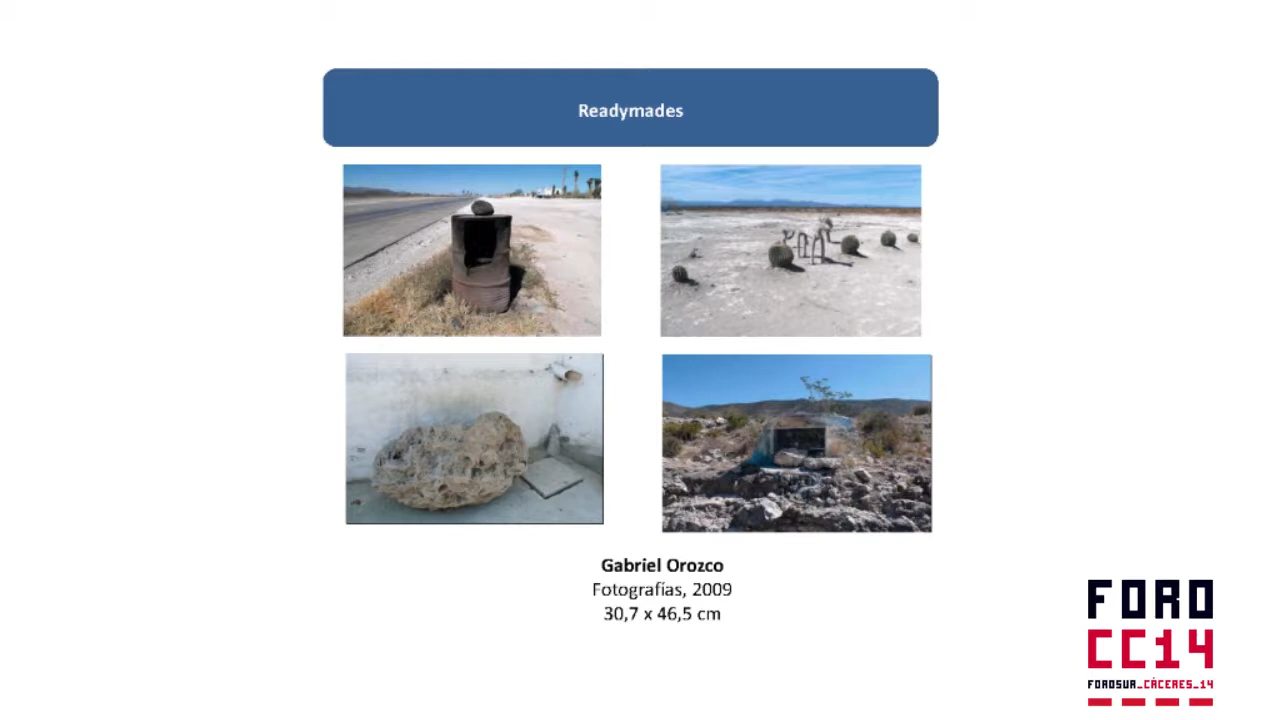 Readymades
Gabriel Orozco
Fotografías, 2009
30,7 x 46,5 cm
FORO
CC14
FOROSUR_CÁCERES_14